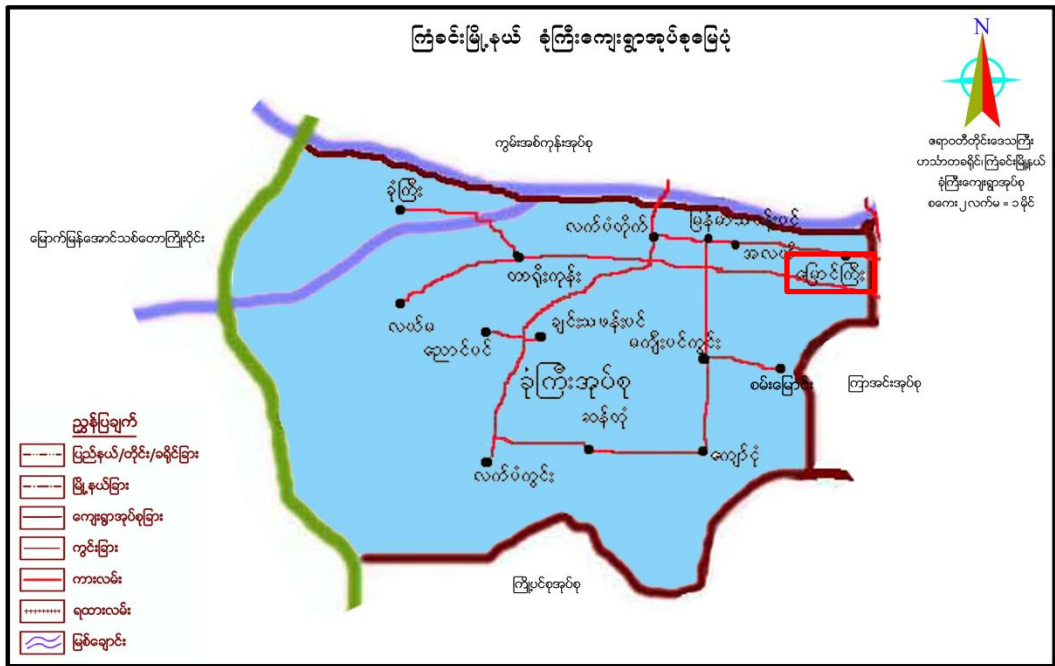 ကြံခင်းမြို့နယ် ခုံကြီးကျေးရွာအုပ်စုမြေပုံ
N
ဧရာဝတီတိုင်းဒေသကြီး
ဟင်္သာတခရိုင်၊ကြံခင်းမြို့နယ်
ခုံကြီးကျေးရွာအုပ်စု
စကေး ၂ လက်မ = ၁ မိုင်
ကွမ်းအစ်ကုန်းအုပ်စု
ခုံကြီး
လက်ပံတိုက်
မြောက်မြန်အောင်သစ်တောကြိုးဝိုင်း
တာရိုးကုန်း
မြောင်ကြီး
လယ်မ
ချင်းသဖန်းပင်
ညောင်ပင်
မကျီးပင်ကွင်း
ခုံကြီးအုပ်စု
စမ်းမြောင်း
ကြာအင်းအုပ်စု
ဆန်တုံ
ကျော်ငုံ
လက်ပံကွင်း
ညွှန်ပြချက်
ပြည်နယ်/တိုင်း/ခရိုင်ခြား
မြို့နယ်ခြား
ကျေးရွာအုပ်စုခြား
ကွင်းခြား
ကားလမ်း
ရထားလမ်း
မြစ်ချောင်း
ကြို့ပင်စုအုပ်စု